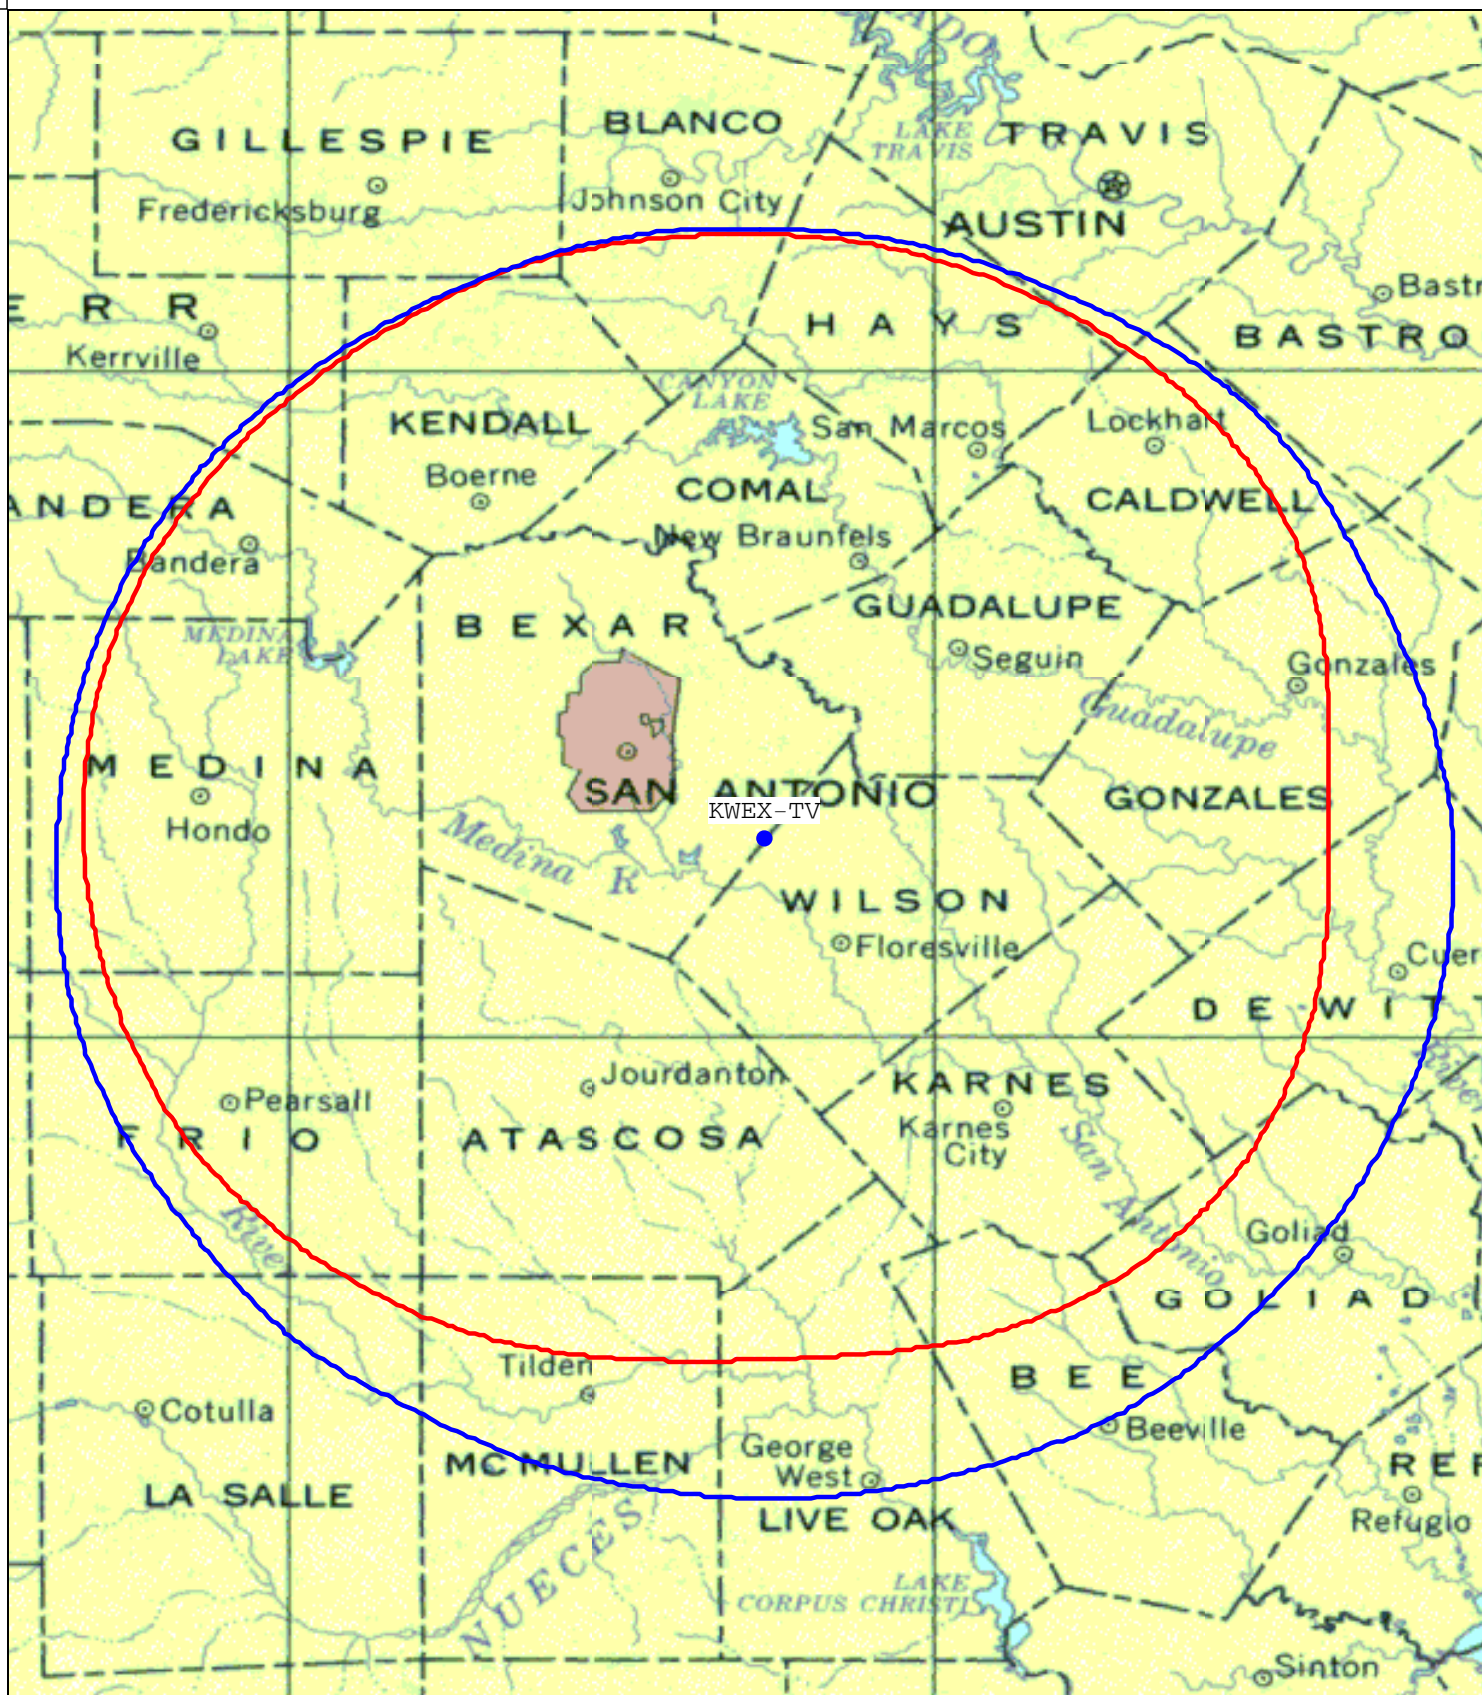 ADO
BLANCO
GILLESPIE
LAKE
TRAVIS
TRAVIS
Johnson City
Fredericksburg
AUSTIN
Bastr
ERR
HAYS
BASTRO
Kerrville
CANYON
LAKE
KENDALL
San Marcos
Lockhart
Boerne
COMAL
CALDWELL
ANDERA
New Braunfels
Bandera
GUADALUPE
BEXAR
MEDINA
LAKE
Seguin
Gonzales
Guadalupe
MEDINA
SAN ANTONIO
GONZALES
KWEX-TV
Hondo
Medina R
WILSON
Floresville
Cuer
DE WIT
River
Jourdanton
KARNES
Pearsall
Karnes
City
FRIO
ATASCOSA
San Antonio
Rive
Goliad
GOLIAD
Tilden
BEE
Cotulla
Beeville
George
West
MCMULLEN
REF
LA SALLE
LIVE OAK
Refugio
NUECES
LAKE
CORPUS CHRISTI
Sinton